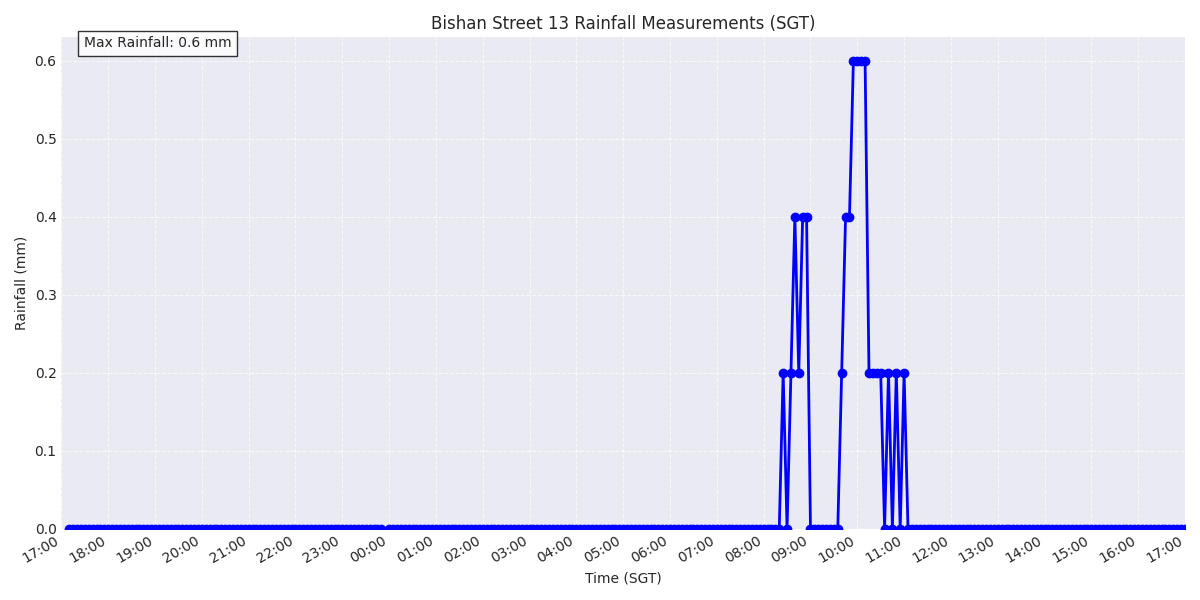 Bishan Street 13 Rainfall Measurements (SGT)
Max Rainfall: 0.6 mm
Rainfall (mm)
0.6
0.5
0.4
0.3
0.2
0.1
0.0
17:00 18:00 19:00 20:00 21:00 22:00 23:00 00:00 01:00 02:00 03:00 04:00 05:00 06:00 07:00 08:00 09:00 10:00 11:00 12:00 13:00 14:00 15:00 16:00 17:00
Time (SGT)